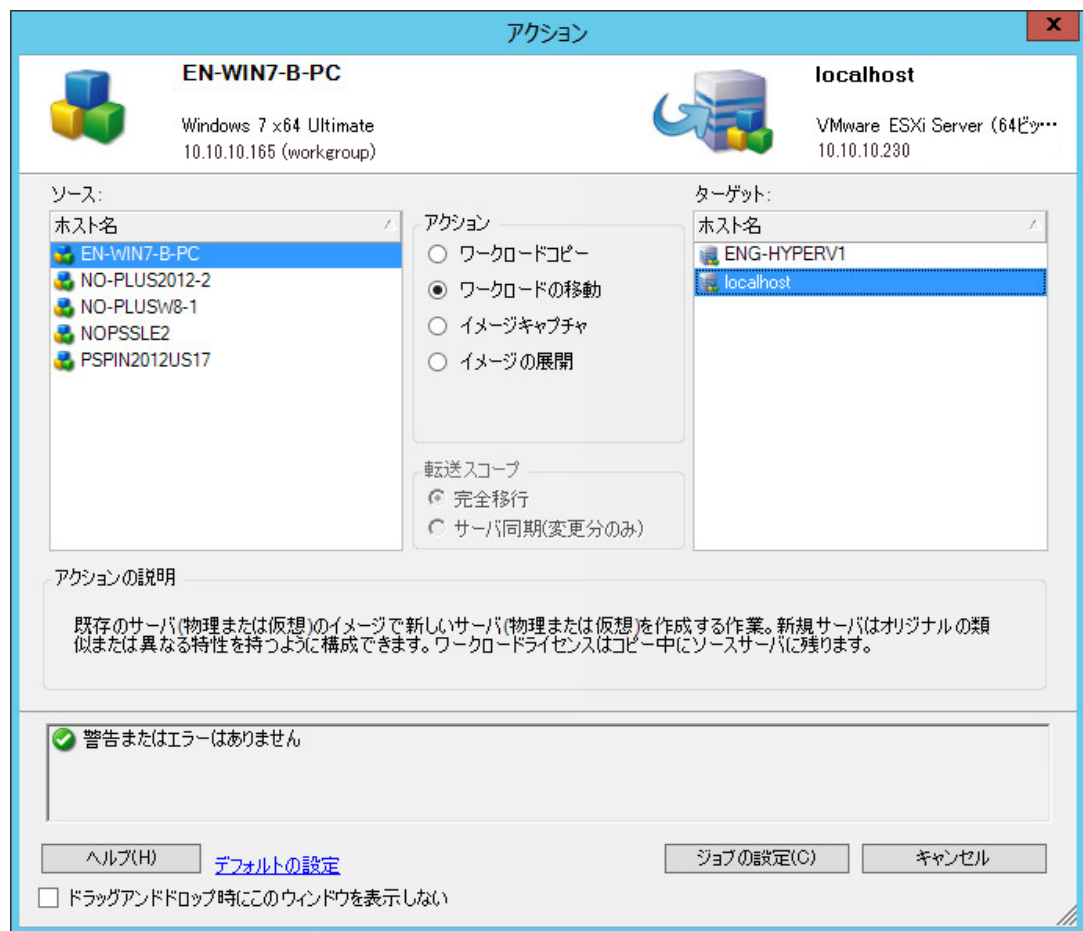 アクション
x
EN-WIN7-B-PC
Windows 7 x64 Ultimate
10.10.10.165 (workgroup)
localhost
VMware ESXi Server (64ビッ…
10.10.10.230
ソース:
ホスト名
EN-WIN7-B-PC
NO-PLUS2012-2
NO-PLUSW8-1
NOPSSLE2
PSPIN2012US17
アクション
ワークロードコピー
ワークロードの移動
イメージキャプチャ
イメージの展開
転送スコープ
完全移行
サーバ同期(変更分のみ)
ターゲット:
ホスト名
ENG-HYPERV1
localhost
アクションの説明
既存のサーバ(物理または仮想)のイメージで新しいサーバ(物理または仮想)を作成する作業。新規サーバはオリジナルの類
似または異なる特性を持つように構成できます。ワークロードライセンスはコピー中にソースサーバに残ります。
警告またはエラーはありません
ヘルプ(H)
デフォルトの設定
ジョブの設定(C)
キャンセル
ドラッグアンドドロップ時にこのウィンドウを表示しない